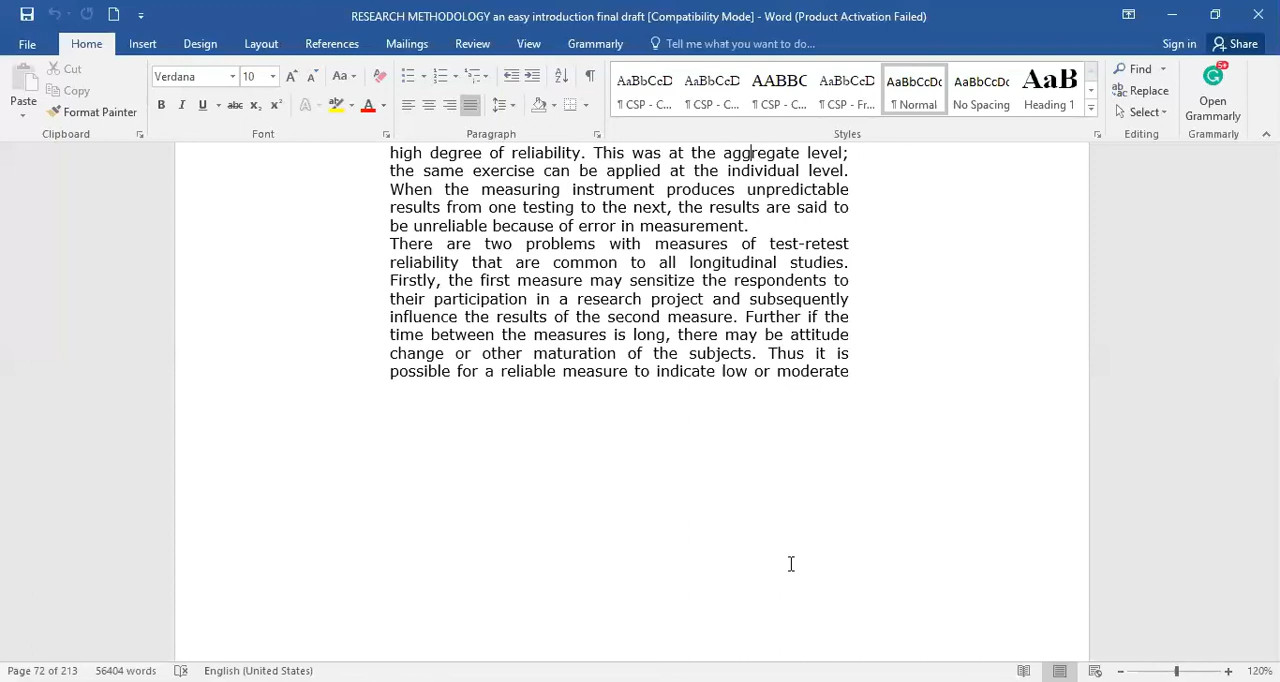 RESEARCH METHODOLOGY an easy introduction final draft [Compatibility Mode] - Word (Product Activation Failed)
File Home Insert Design Layout References Mailings Review View Grammarly Tell me what you want to do... Sign in Share
Paste
Cut
Copy
Format Painter
Clipboard
Verdana 10
Font
Paragraph
AaBbCcD AaBbCcD AABBC AaBbCcD AaBbCcDc AaBbCcDc AaB
¶ CSP - C... ¶ CSP - C... ¶ CSP - C... ¶ CSP - Fr... ¶ Normal No Spacing Heading 1
Styles
Find
Replace
Select
Editing
5+
Open
Grammarly
Grammarly
high degree of reliability. This was at the aggregate level;
the same exercise can be applied at the individual level.
When the measuring instrument produces unpredictable
results from one testing to the next, the results are said to
be unreliable because of error in measurement.
There are two problems with measures of test-retest
reliability that are common to all longitudinal studies.
Firstly, the first measure may sensitize the respondents to
their participation in a research project and subsequently
influence the results of the second measure. Further if the
time between the measures is long, there may be attitude
change or other maturation of the subjects. Thus it is
possible for a reliable measure to indicate low or moderate
Page 72 of 213 56404 words English (United States) 120%